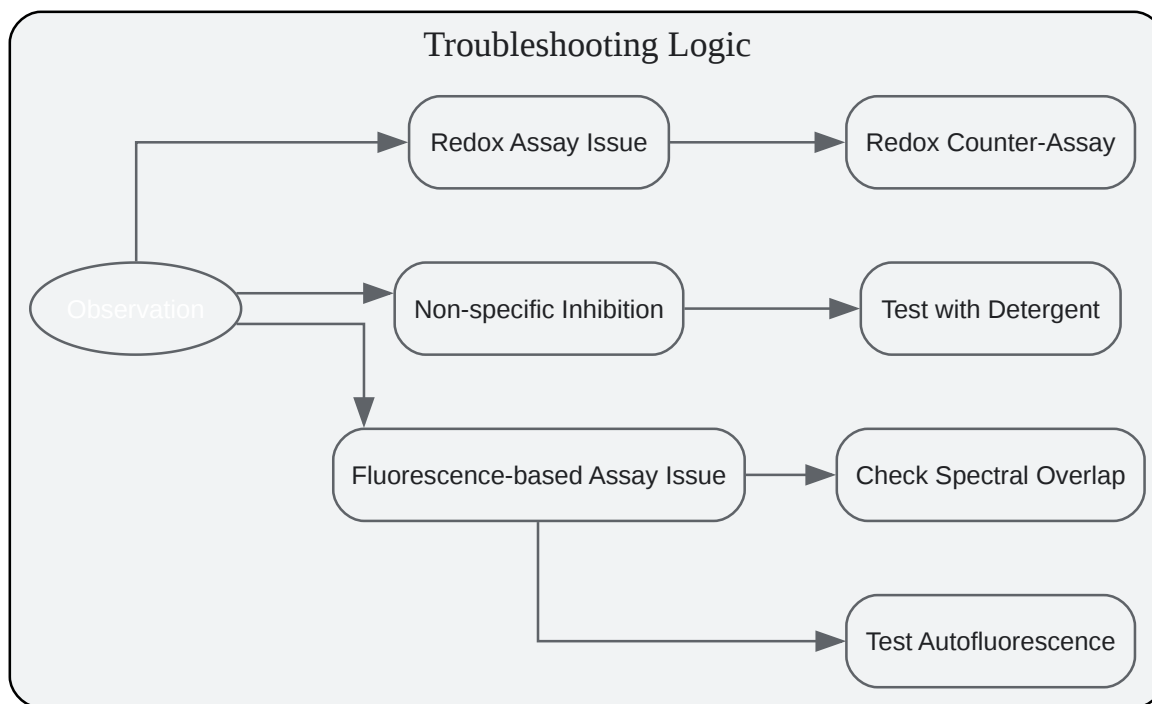 Troubleshooting Logic
Redox Assay Issue
Redox Counter-Assay
Observation
Non-specific Inhibition
Test with Detergent
Fluorescence-based Assay Issue
Check Spectral Overlap
Test Autofluorescence